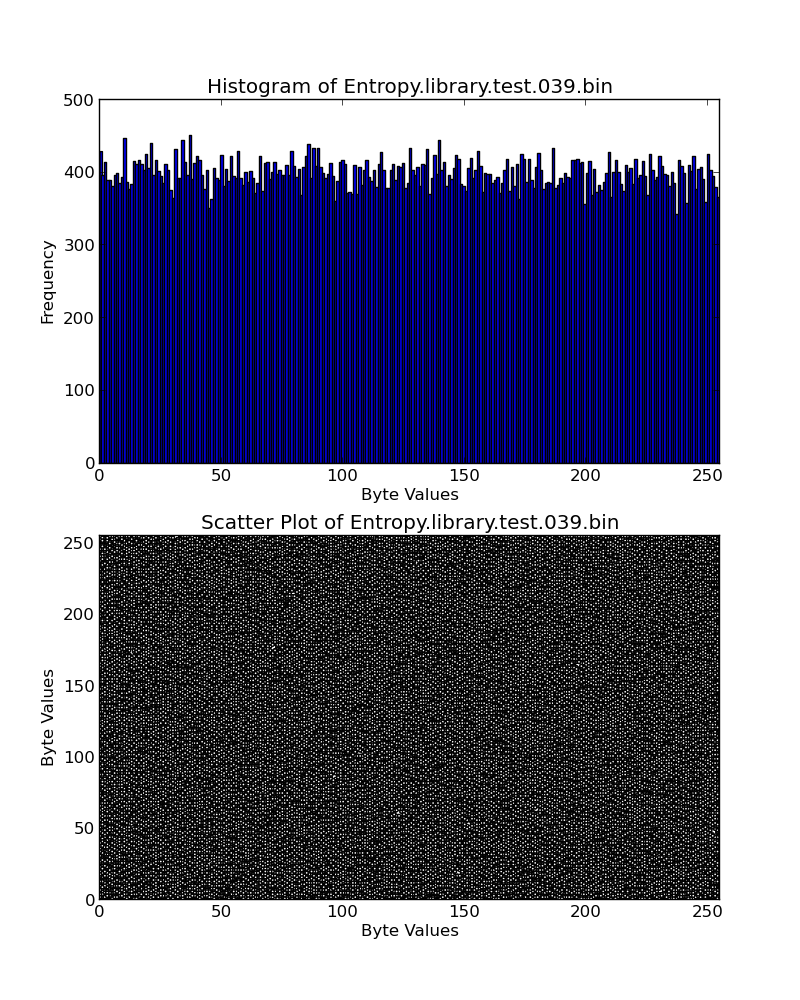 Histogram of Entropy.library.test.039.bin
500
400
300
200
100
0
Frequency
0 50 100 150 200 250
Byte Values
Scatter Plot of Entropy.library.test.039.bin
250
200
150
100
50
0
Byte Values
0 50 100 150 200 250
Byte Values